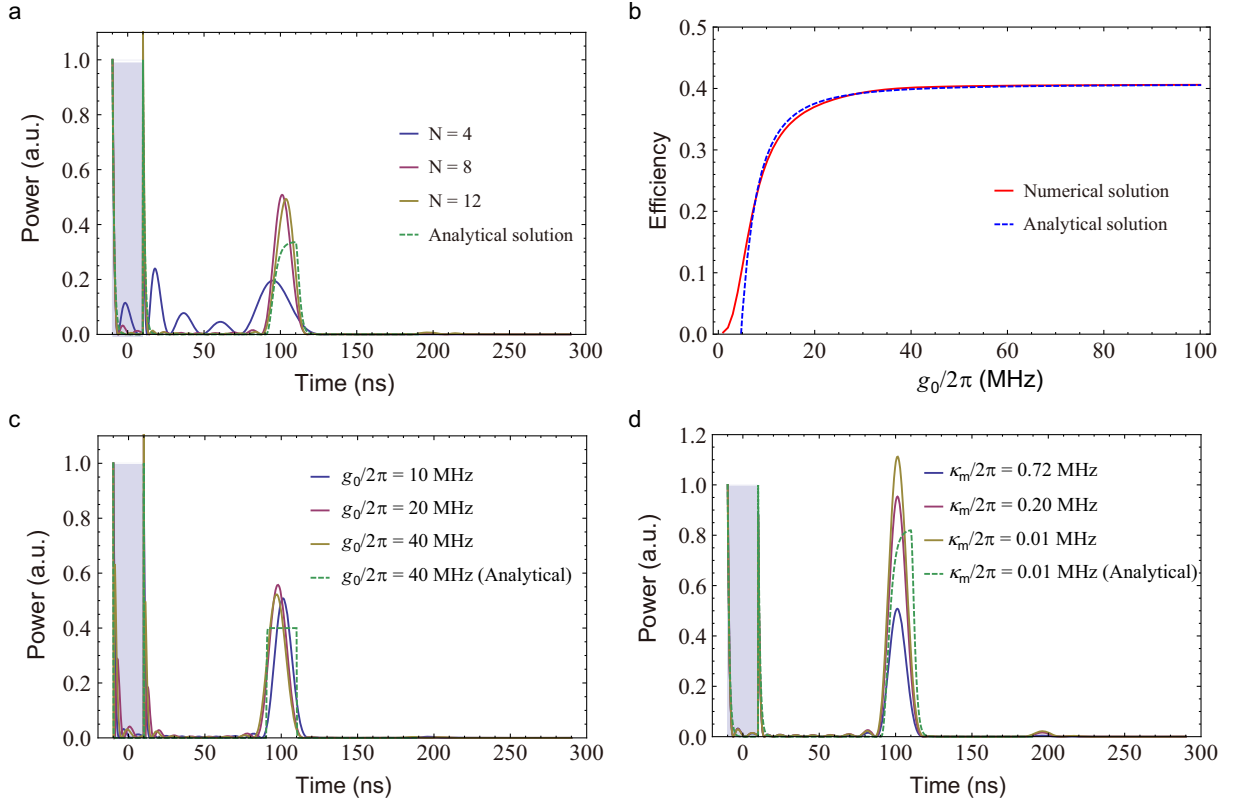 a
Power (a.u.)
1.0
0.8
0.6
0.4
0.2
0.0
N = 4
N = 8
N = 12
Analytical solution
0 50 100 150 200 250 300
Time (ns)
b
Efficiency
0.5
0.4
0.3
0.2
0.1
0.0
Numerical solution
Analytical solution
0 20 40 60 80 100
g₀/2π (MHz)
c
Power (a.u.)
1.0
0.8
0.6
0.4
0.2
0.0
g₀/2π = 10 MHz
g₀/2π = 20 MHz
g₀/2π = 40 MHz
g₀/2π = 40 MHz (Analytical)
0 50 100 150 200 250 300
Time (ns)
d
Power (a.u.)
1.2
1.0
0.8
0.6
0.4
0.2
0.0
κₘ/2π = 0.72 MHz
κₘ/2π = 0.20 MHz
κₘ/2π = 0.01 MHz
κₘ/2π = 0.01 MHz (Analytical)
0 50 100 150 200 250 300
Time (ns)